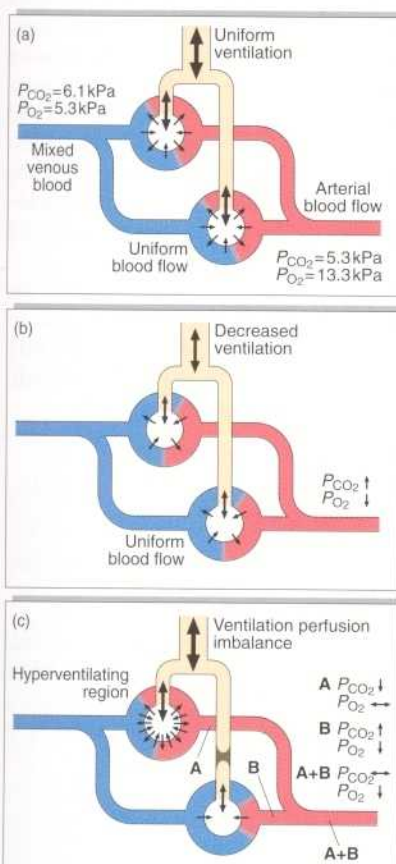 (a)
Uniform
ventilation
PCO2=6.1kPa
PO2=5.3kPa
Mixed
venous
blood
Arterial
blood flow
Uniform
blood flow
PCO2=5.3kPa
PO2=13.3kPa
(b)
Decreased
ventilation
PCO2 ↑
PO2 ↓
Uniform
blood flow
(c)
Ventilation perfusion
imbalance
Hyperventilating
region
A PCO2 ↓
PO2 ↔
B PCO2 ↑
PO2 ↓
A+B PCO2 ↔
PO2 ↓
A
B
A+B